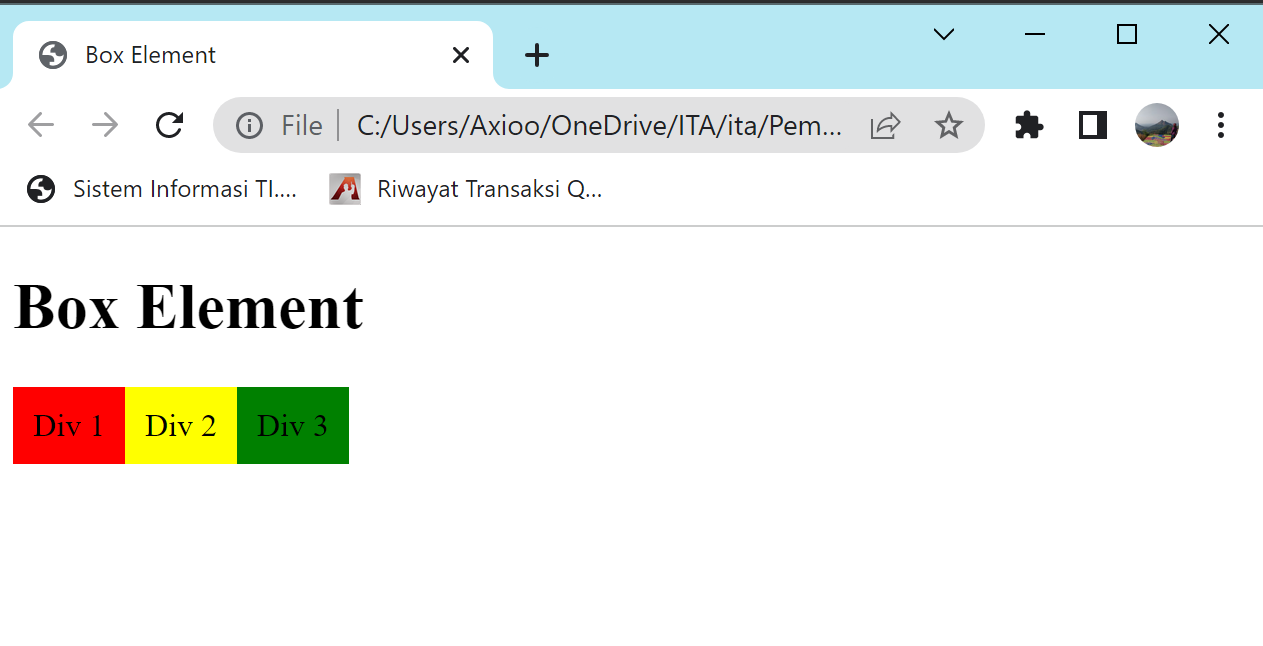 Box Element
File | C:/Users/Axioo/OneDrive/ITA/ita/Pem...
Sistem Informasi TI.... Riwayat Transaksi Q...
Box Element
Div 1 Div 2 Div 3